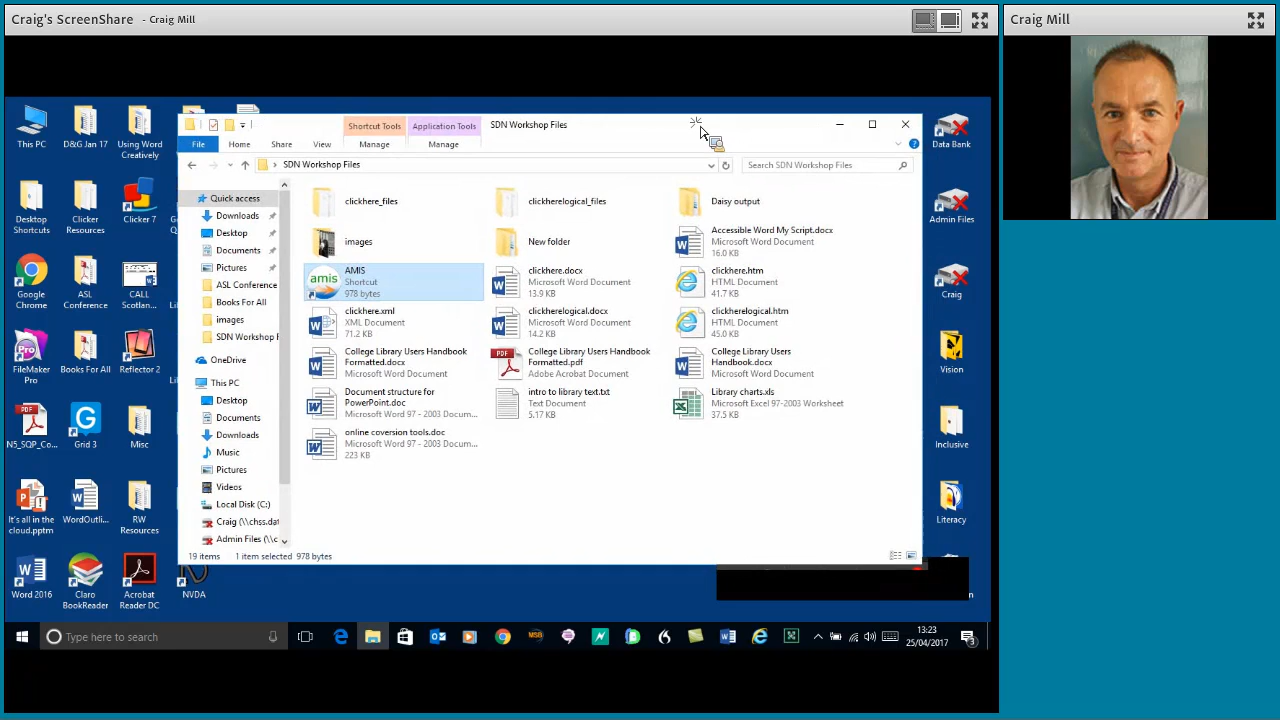 Craig's ScreenShare - Craig Mill
Craig Mill
This PC
D&G Jan 17
Using Word Creatively
Desktop Shortcuts
Clicker Resources
Clicker 7
Google Chrome
ASL Conference
CALL Scotlan...
FileMaker Pro
Books For All
Reflector 2
N5_SQP_Co...
Grid 3
Misc
It's all in the cloud.pptm
WordOutli...
RW Resources
Word 2016
Claro BookReader
Acrobat Reader DC
NVDA
Shortcut Tools
Application Tools
SDN Workshop Files
File
Home
Share
View
Manage
Manage
SDN Workshop Files
Search SDN Workshop Files
Quick access
Downloads
Desktop
Documents
Pictures
ASL Conference
Books For All
images
SDN Workshop F
OneDrive
This PC
Desktop
Documents
Downloads
Music
Pictures
Videos
Local Disk (C:)
Craig (\\chss.dat
Admin Files (\\c
clickhere_files
clickherelogical_files
Daisy output
images
New folder
Accessible Word My Script.docx
Microsoft Word Document
16.0 KB
amis
AMIS
Shortcut
978 bytes
clickhere.docx
Microsoft Word Document
13.9 KB
clickhere.htm
HTML Document
41.7 KB
clickhere.xml
XML Document
71.2 KB
clickherelogical.docx
Microsoft Word Document
14.2 KB
clickherelogical.htm
HTML Document
45.0 KB
College Library Users Handbook
Formatted.docx
Microsoft Word Document
PDF
College Library Users Handbook
Formatted.pdf
Adobe Acrobat Document
College Library Users
Handbook.docx
Microsoft Word Document
Document structure for
PowerPoint.doc
Microsoft Word 97 - 2003 Docum...
intro to library text.txt
Text Document
5.17 KB
Library charts.xls
Microsoft Excel 97-2003 Worksheet
37.5 KB
online coversion tools.doc
Microsoft Word 97 - 2003 Docum...
223 KB
19 items 1 item selected 978 bytes
Data Bank
Admin Files
Craig
Vision
Inclusive
Literacy
Type here to search
13:23
25/04/2017
3